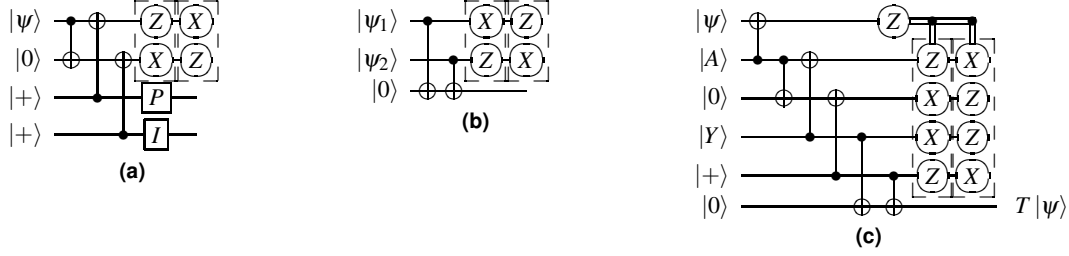 |ψ⟩ Z X
|0⟩ X Z
|+⟩ P
|+⟩ I
(a)
|ψ₁⟩ X Z
|ψ₂⟩ Z X
|0⟩
(b)
|ψ⟩ Z
|A⟩ Z X
|0⟩ X Z
|Y⟩ X Z
|+⟩ Z X
|0⟩ T |ψ⟩
(c)